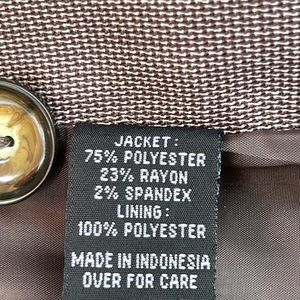 JACKET:
75% POLYESTER
23% RAYON
2% SPANDEX
LINING:
100% POLYESTER
MADE IN INDONESIA
OVER FOR CARE